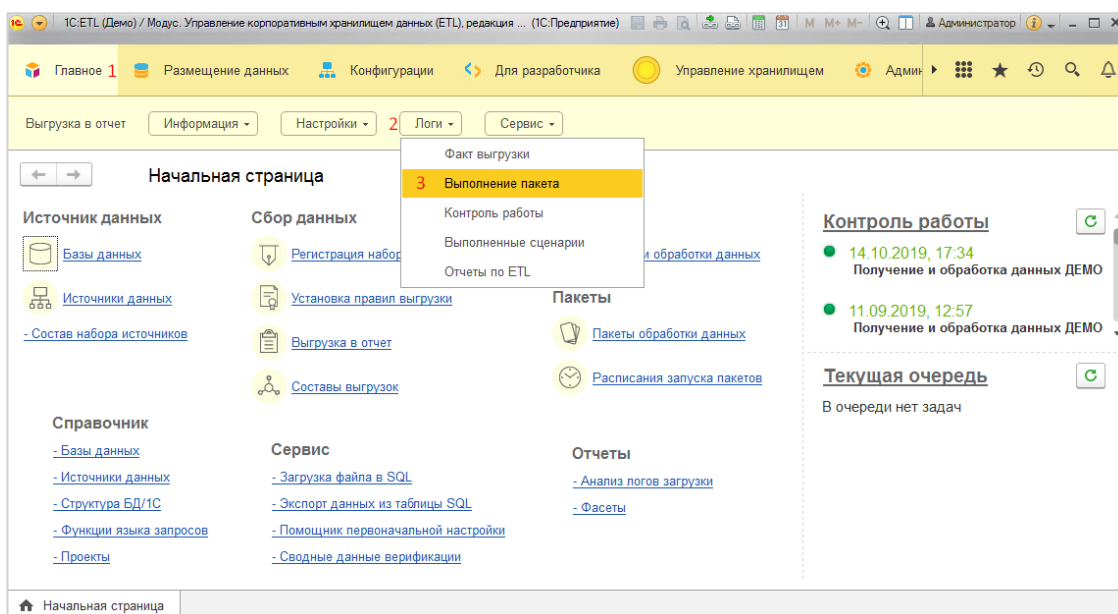 1С:ETL (Демо) / Модус. Управление корпоративным хранилищем данных (ETL), редакция ... (1С:Предприятие) M M+ M- Администратор
Главное 1 Размещение данных Конфигурации Для разработчика Управление хранилищем Админ
Выгрузка в отчет Информация Настройки 2 Логи Сервис
Факт выгрузки
3 Выполнение пакета
Контроль работы
Выполненные сценарии
Отчеты по ETL
Начальная страница
Источник данных
Базы данных
Источники данных
- Состав набора источников
Сбор данных
Регистрация набор
Установка правил выгрузки
Выгрузка в отчет
Составы выгрузок
и обработки данных
Пакеты
Пакеты обработки данных
Расписания запуска пакетов
Контроль работы
14.10.2019, 17:34
Получение и обработка данных ДЕМО
11.09.2019, 12:57
Получение и обработка данных ДЕМО
Текущая очередь
В очереди нет задач
Справочник
- Базы данных
- Источники данных
- Структура БД/1С
- Функции языка запросов
- Проекты
Сервис
- Загрузка файла в SQL
- Экспорт данных из таблицы SQL
- Помощник первоначальной настройки
- Сводные данные верификации
Отчеты
- Анализ логов загрузки
- Фасеты
Начальная страница